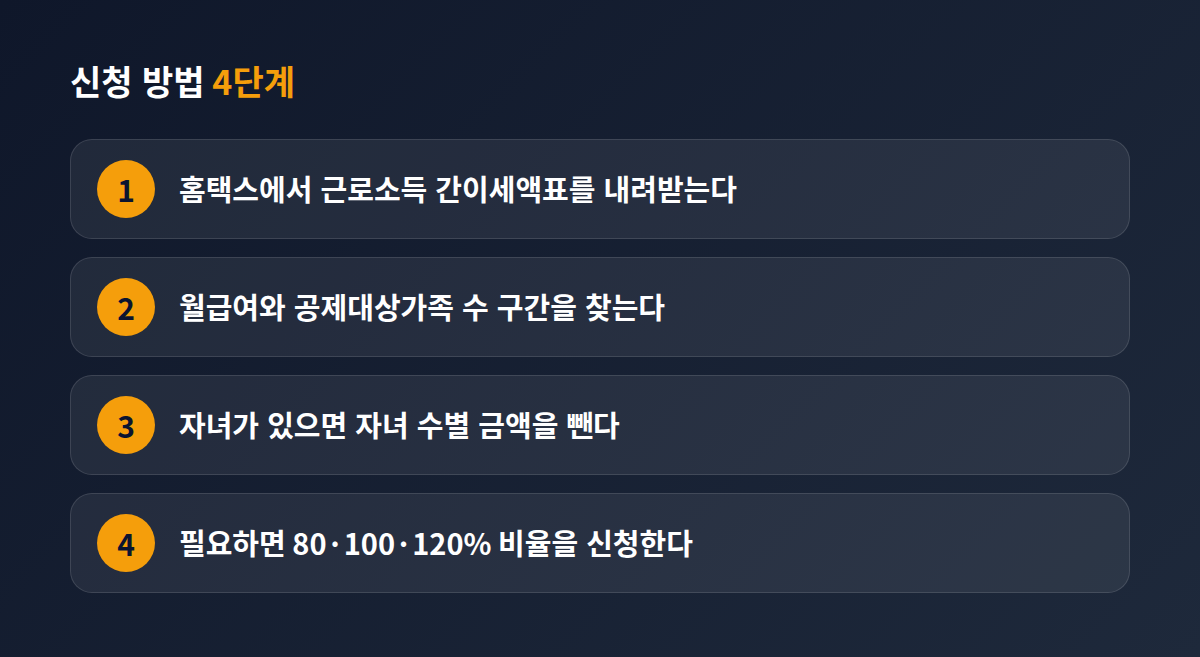 신청 방법 4단계
1 홈택스에서 근로소득 간이세액표를 내려받는다
2 월급여와 공제대상가족 수 구간을 찾는다
3 자녀가 있으면 자녀 수별 금액을 뺀다
4 필요하면 80·100·120% 비율을 신청한다